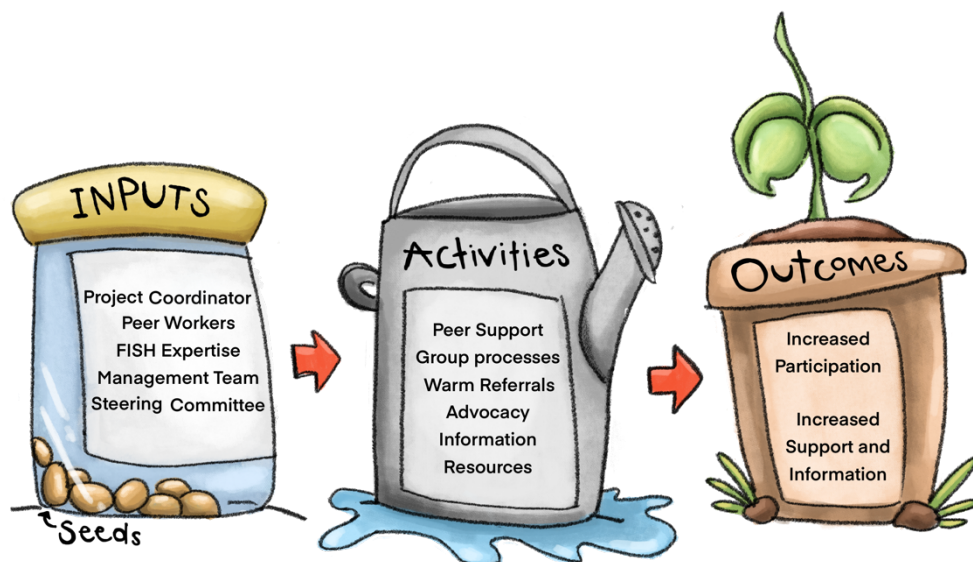 INPUTS
Project Coordinator
Peer Workers
FISH Expertise
Management Team
Steering Committee
Seeds
Activities
Peer Support
Group processes
Warm Referrals
Advocacy
Information
Resources
Outcomes
Increased
Participation
Increased
Support and
Information